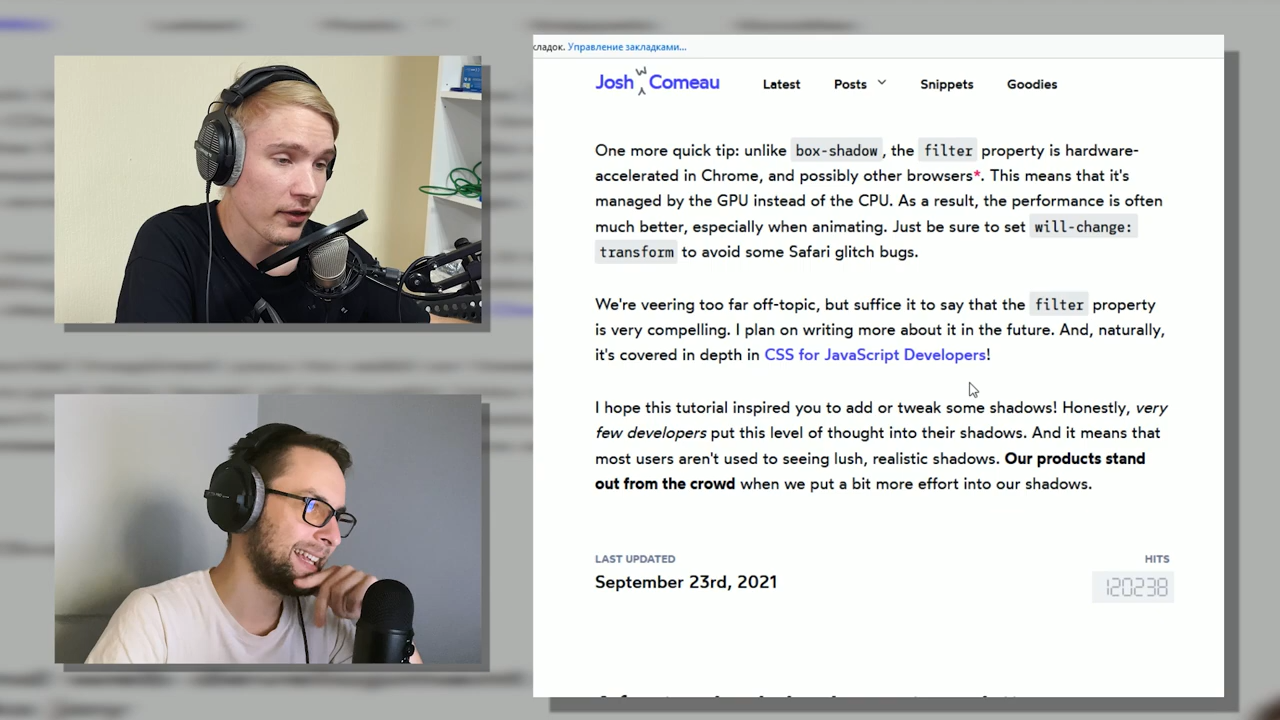 кладок. Управление закладками...
Josh W Comeau
Latest
Posts
Snippets
Goodies
One more quick tip: unlike box-shadow, the filter property is hardware-
accelerated in Chrome, and possibly other browsers*. This means that it's
managed by the GPU instead of the CPU. As a result, the performance is often
much better, especially when animating. Just be sure to set will-change:
transform to avoid some Safari glitch bugs.
We're veering too far off-topic, but suffice it to say that the filter property
is very compelling. I plan on writing more about it in the future. And, naturally,
it's covered in depth in CSS for JavaScript Developers!
I hope this tutorial inspired you to add or tweak some shadows! Honestly, very
few developers put this level of thought into their shadows. And it means that
most users aren't used to seeing lush, realistic shadows. Our products stand
out from the crowd when we put a bit more effort into our shadows.
LAST UPDATED
HITS
September 23rd, 2021
120238